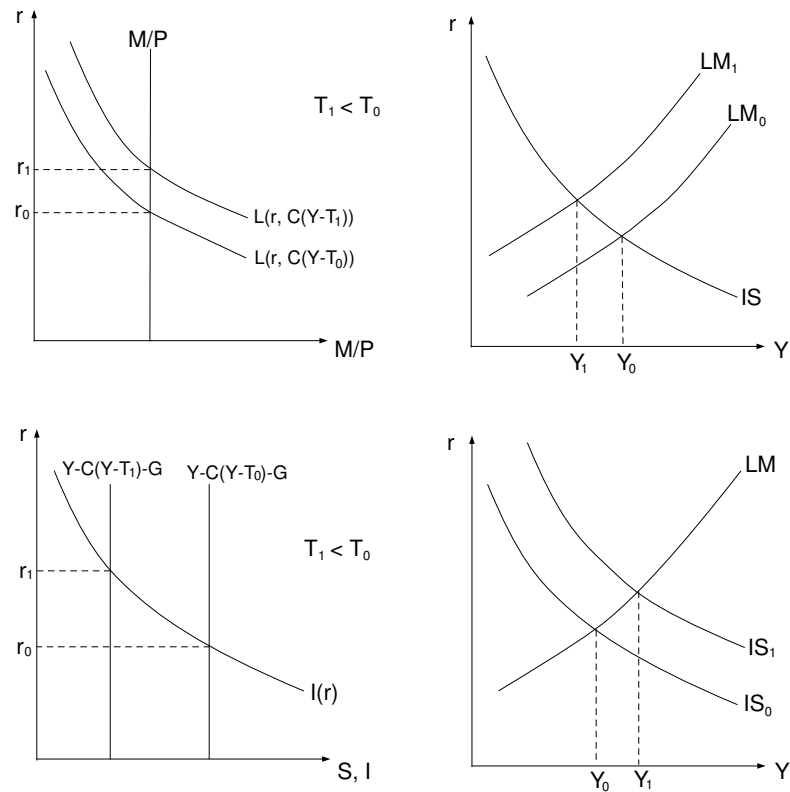 r
M/P
T₁ < T₀
r₁
r₀
L(r, C(Y-T₁))
L(r, C(Y-T₀))
M/P
r
LM₁
LM₀
IS
Y₁
Y₀
Y
r
Y-C(Y-T₁)-G
Y-C(Y-T₀)-G
T₁ < T₀
r₁
r₀
I(r)
S, I
r
LM
IS₁
IS₀
Y₀
Y₁
Y